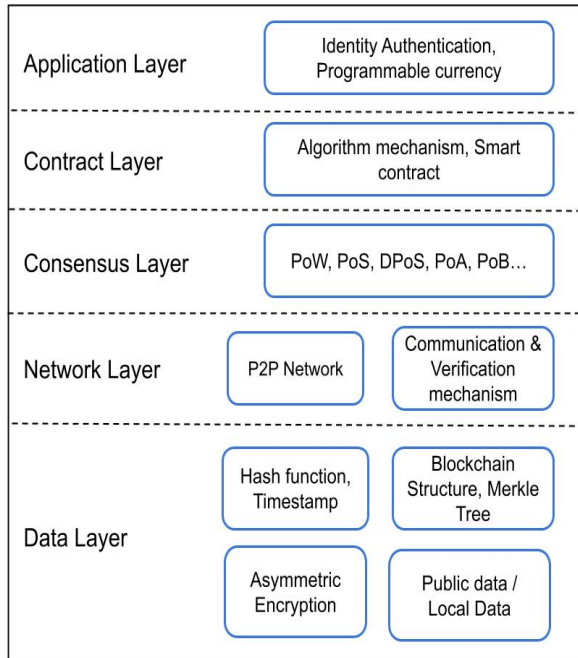 Application Layer
Identity Authentication,
Programmable currency
Contract Layer
Algorithm mechanism, Smart
contract
Consensus Layer
PoW, PoS, DPoS, PoA, PoB…
Network Layer
P2P Network
Communication &
Verification
mechanism
Data Layer
Hash function,
Timestamp
Blockchain
Structure, Merkle
Tree
Asymmetric
Encryption
Public data /
Local Data